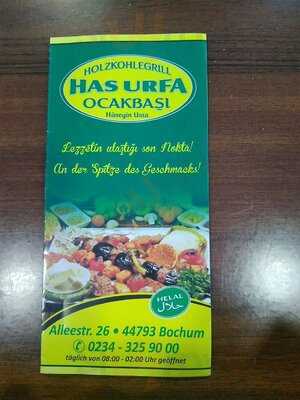 HOLZKOHLEGRILL
HAS URFA
OCAKBAŞI
Hüseyin Usta
Lezzetin ulaştığı son Nokta!
An der Spitze des Geschmacks!
HELAL
حلال
Alleestr. 26 • 44793 Bochum
0234 - 325 90 00
täglich von 08:00 - 02:00 Uhr geöffnet